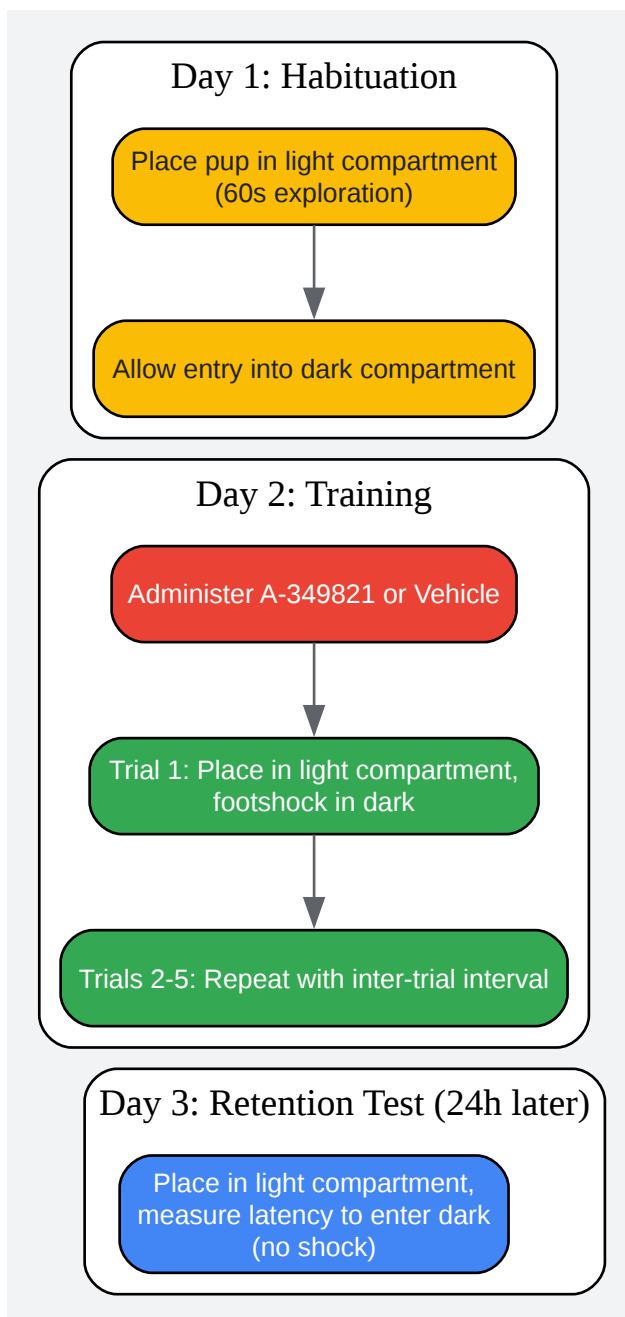 Day 1: Habituation
Place pup in light compartment
(60s exploration)
Allow entry into dark compartment
Day 2: Training
Administer A-349821 or Vehicle
Trial 1: Place in light compartment,
footshock in dark
Trials 2-5: Repeat with inter-trial interval
Day 3: Retention Test (24h later)
Place in light compartment,
measure latency to enter dark
(no shock)